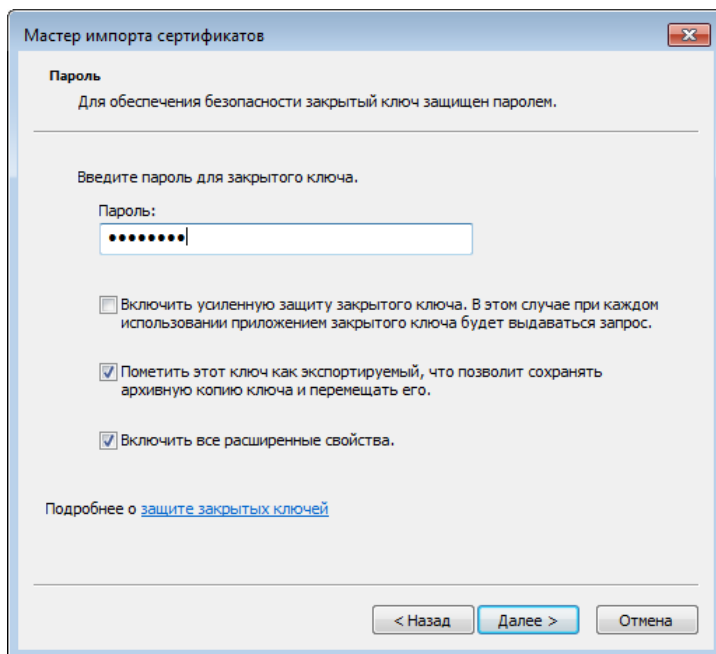 Мастер импорта сертификатов
Пароль
Для обеспечения безопасности закрытый ключ защищен паролем.
Введите пароль для закрытого ключа.
Пароль:
••••••••
Включить усиленную защиту закрытого ключа. В этом случае при каждом
использовании приложением закрытого ключа будет выдаваться запрос.
Пометить этот ключ как экспортируемый, что позволит сохранять
архивную копию ключа и перемещать его.
Включить все расширенные свойства.
Подробнее о защите закрытых ключей
< Назад
Далее >
Отмена